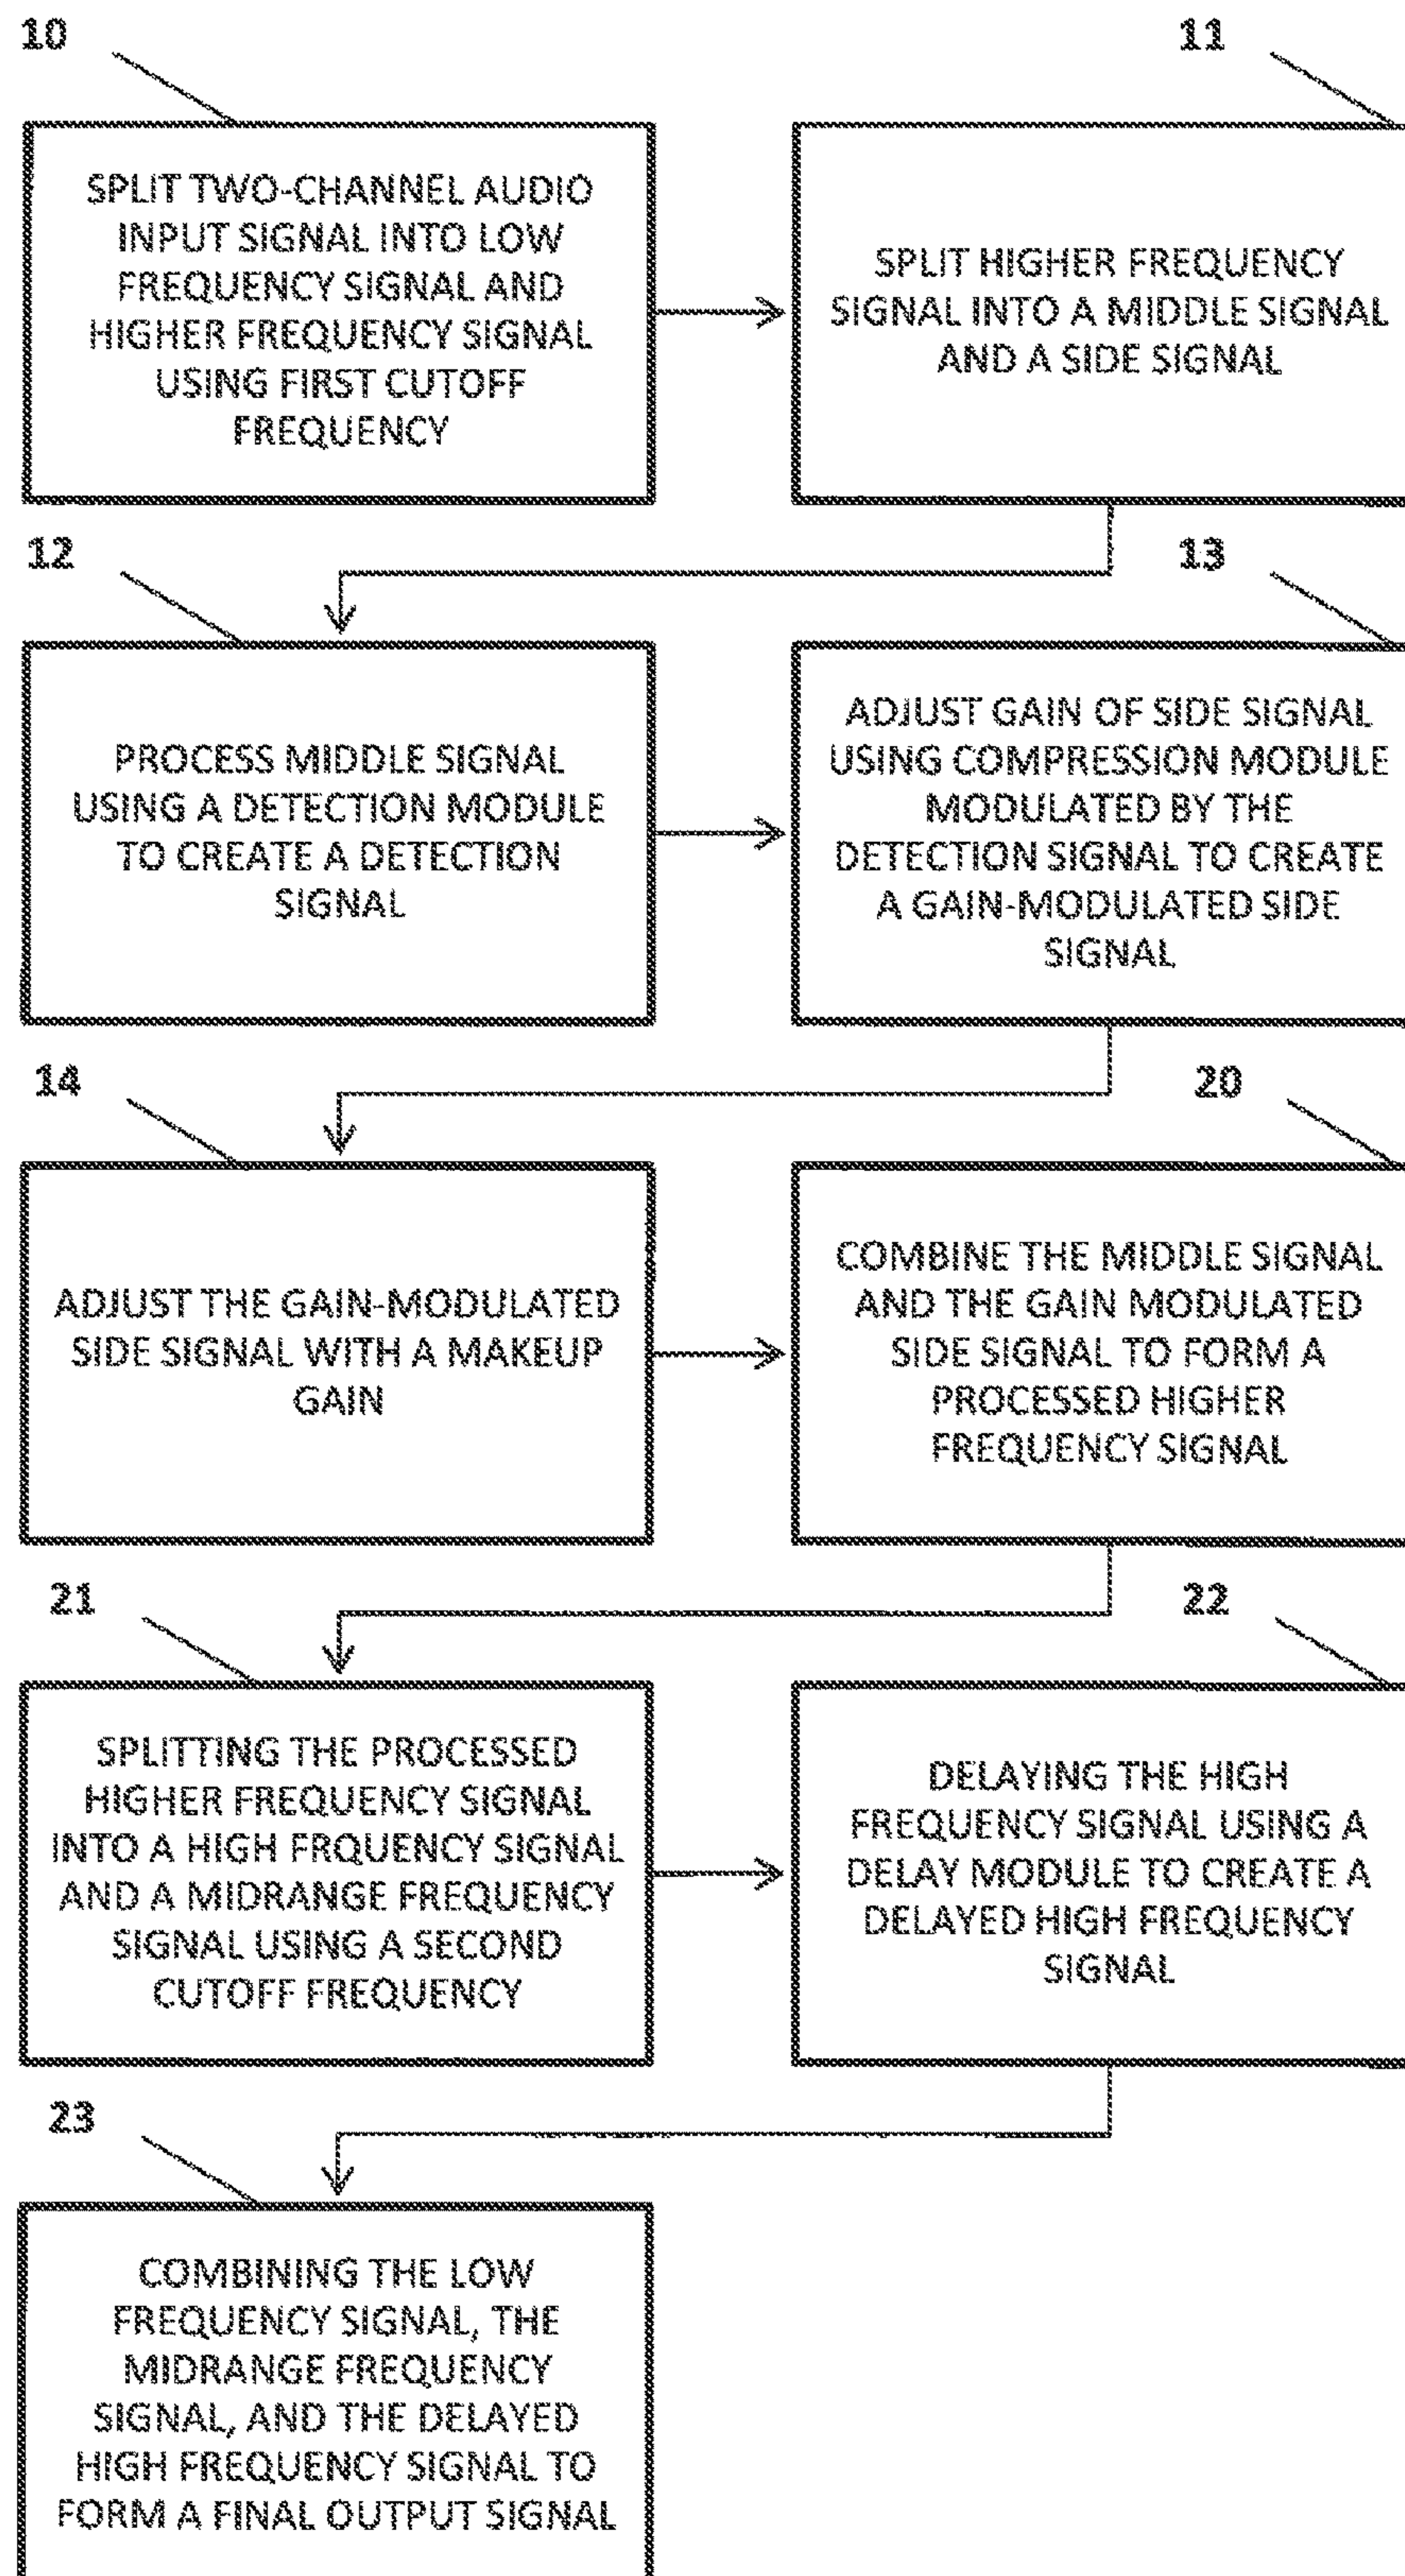 10
SPLIT TWO-CHANNEL AUDIO
INPUT SIGNAL INTO LOW
FREQUENCY SIGNAL AND
HIGHER FREQUENCY SIGNAL
USING FIRST CUTOFF
FREQUENCY
11
SPLIT HIGHER FREQUENCY
SIGNAL INTO A MIDDLE SIGNAL
AND A SIDE SIGNAL
12
PROCESS MIDDLE SIGNAL
USING A DETECTION MODULE
TO CREATE A DETECTION
SIGNAL
13
ADJUST GAIN OF SIDE SIGNAL
USING COMPRESSION MODULE
MODULATED BY THE
DETECTION SIGNAL TO CREATE
A GAIN-MODULATED SIDE
SIGNAL
14
ADJUST THE GAIN-MODULATED
SIDE SIGNAL WITH A MAKEUP
GAIN
20
COMBINE THE MIDDLE SIGNAL
AND THE GAIN MODULATED
SIDE SIGNAL TO FORM A
PROCESSED HIGHER
FREQUENCY SIGNAL
21
SPLITTING THE PROCESSED
HIGHER FREQUENCY SIGNAL
INTO A HIGH FRQUENCY SIGNAL
AND A MIDRANGE FREQUENCY
SIGNAL USING A SECOND
CUTOFF FREQUENCY
22
DELAYING THE HIGH
FREQUENCY SIGNAL USING A
DELAY MODULE TO CREATE A
DELAYED HIGH FREQUENCY
SIGNAL
23
COMBINING THE LOW
FREQUENCY SIGNAL, THE
MIDRANGE FREQUENCY
SIGNAL, AND THE DELAYED
HIGH FREQUENCY SIGNAL TO
FORM A FINAL OUTPUT SIGNAL